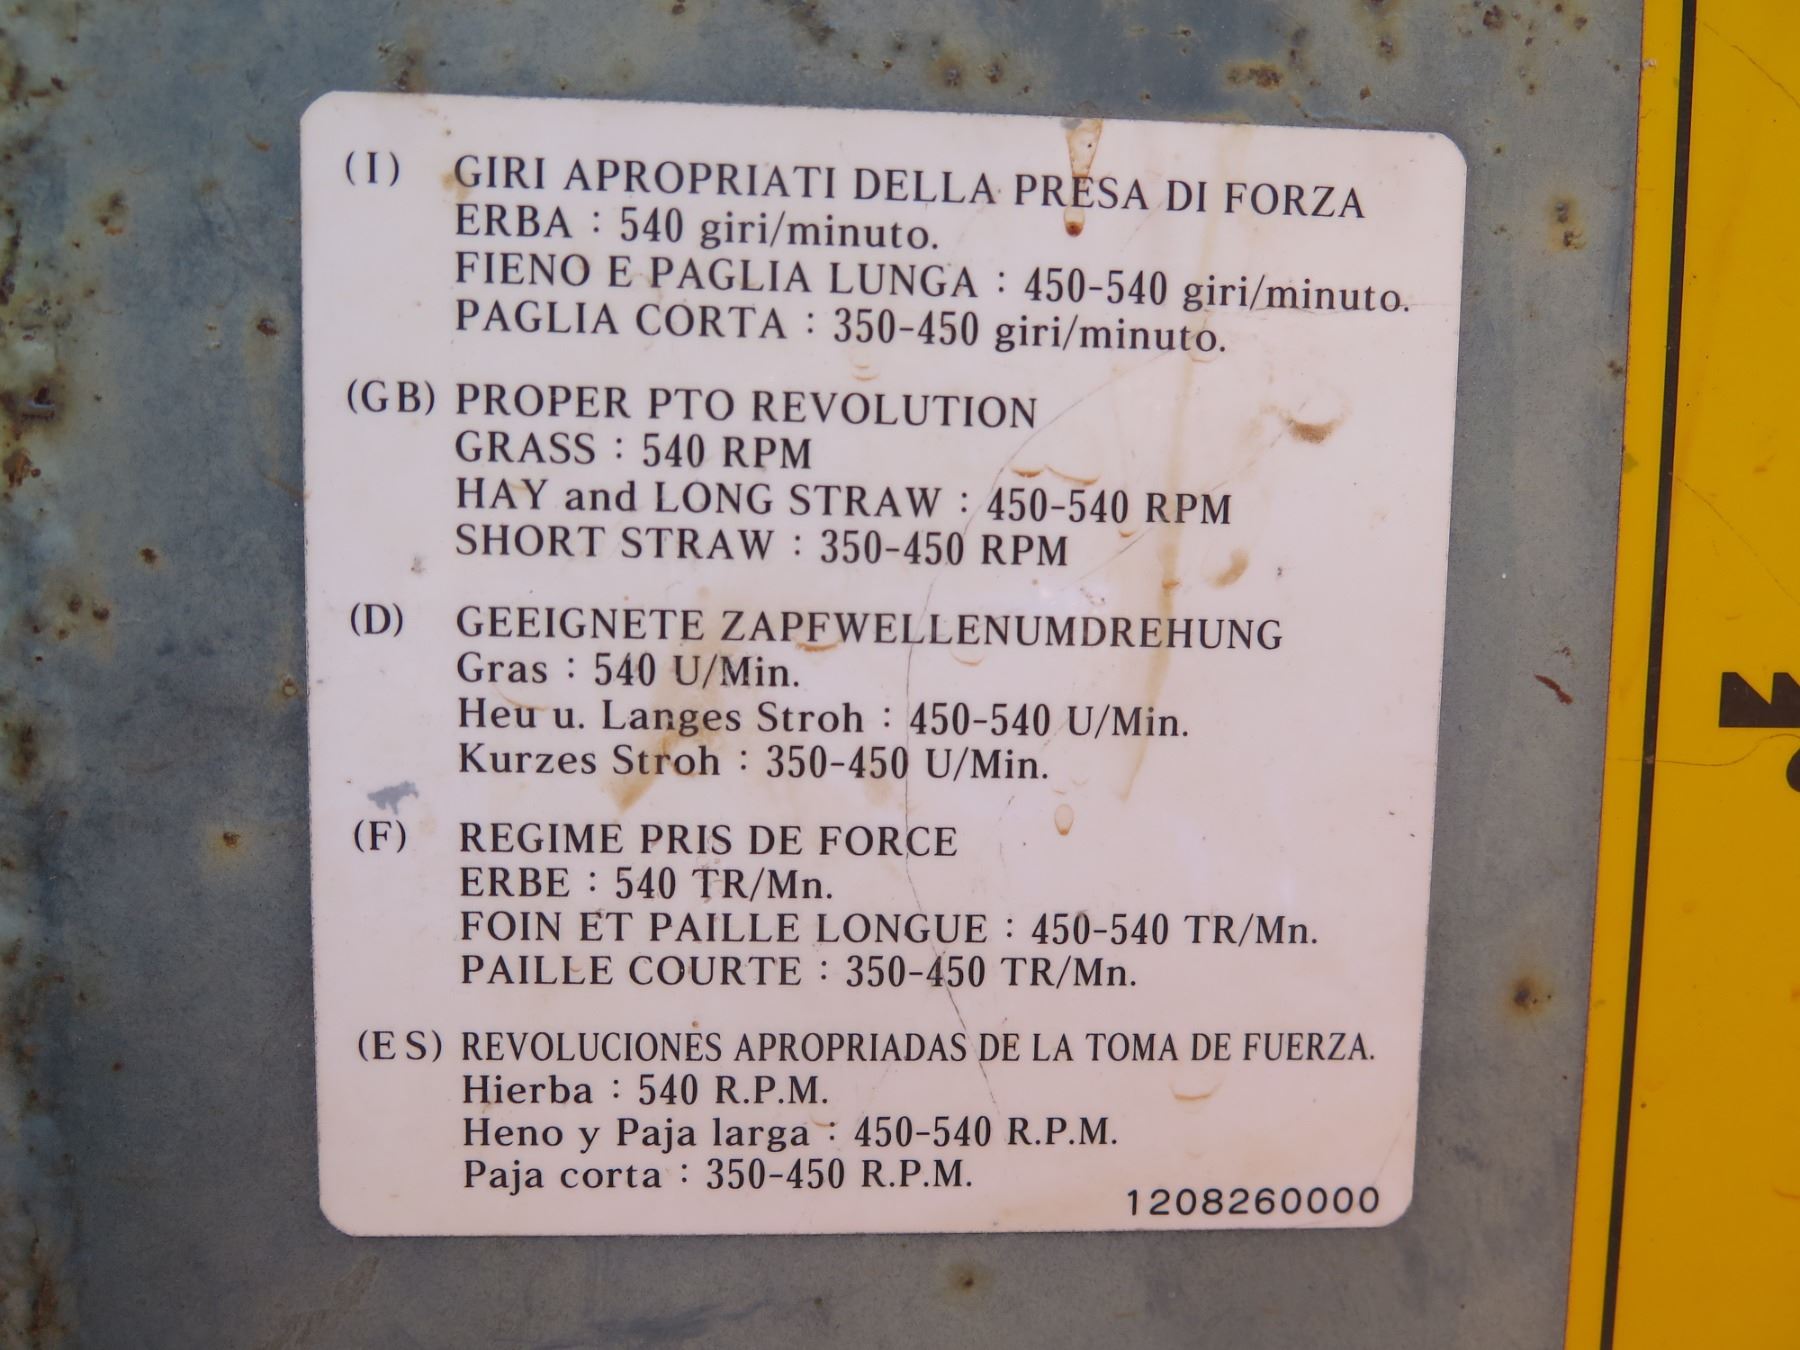 (I) GIRI APROPRIATI DELLA PRESA DI FORZA
ERBA : 540 giri/minuto.
FIENO E PAGLIA LUNGA : 450-540 giri/minuto.
PAGLIA CORTA : 350-450 giri/minuto.
(GB) PROPER PTO REVOLUTION
GRASS : 540 RPM
HAY and LONG STRAW : 450-540 RPM
SHORT STRAW : 350-450 RPM
(D) GEEIGNETE ZAPFWELLENUMDREHUNG
Gras : 540 U/Min.
Heu u. Langes Stroh : 450-540 U/Min.
Kurzes Stroh : 350-450 U/Min.
(F) REGIME PRIS DE FORCE
ERBE : 540 TR/Mn.
FOIN ET PAILLE LONGUE : 450-540 TR/Mn.
PAILLE COURTE : 350-450 TR/Mn.
(ES) REVOLUCIONES APROPRIADAS DE LA TOMA DE FUERZA.
Hierba : 540 R.P.M.
Heno y Paja larga : 450-540 R.P.M.
Paja corta : 350-450 R.P.M.
1208260000